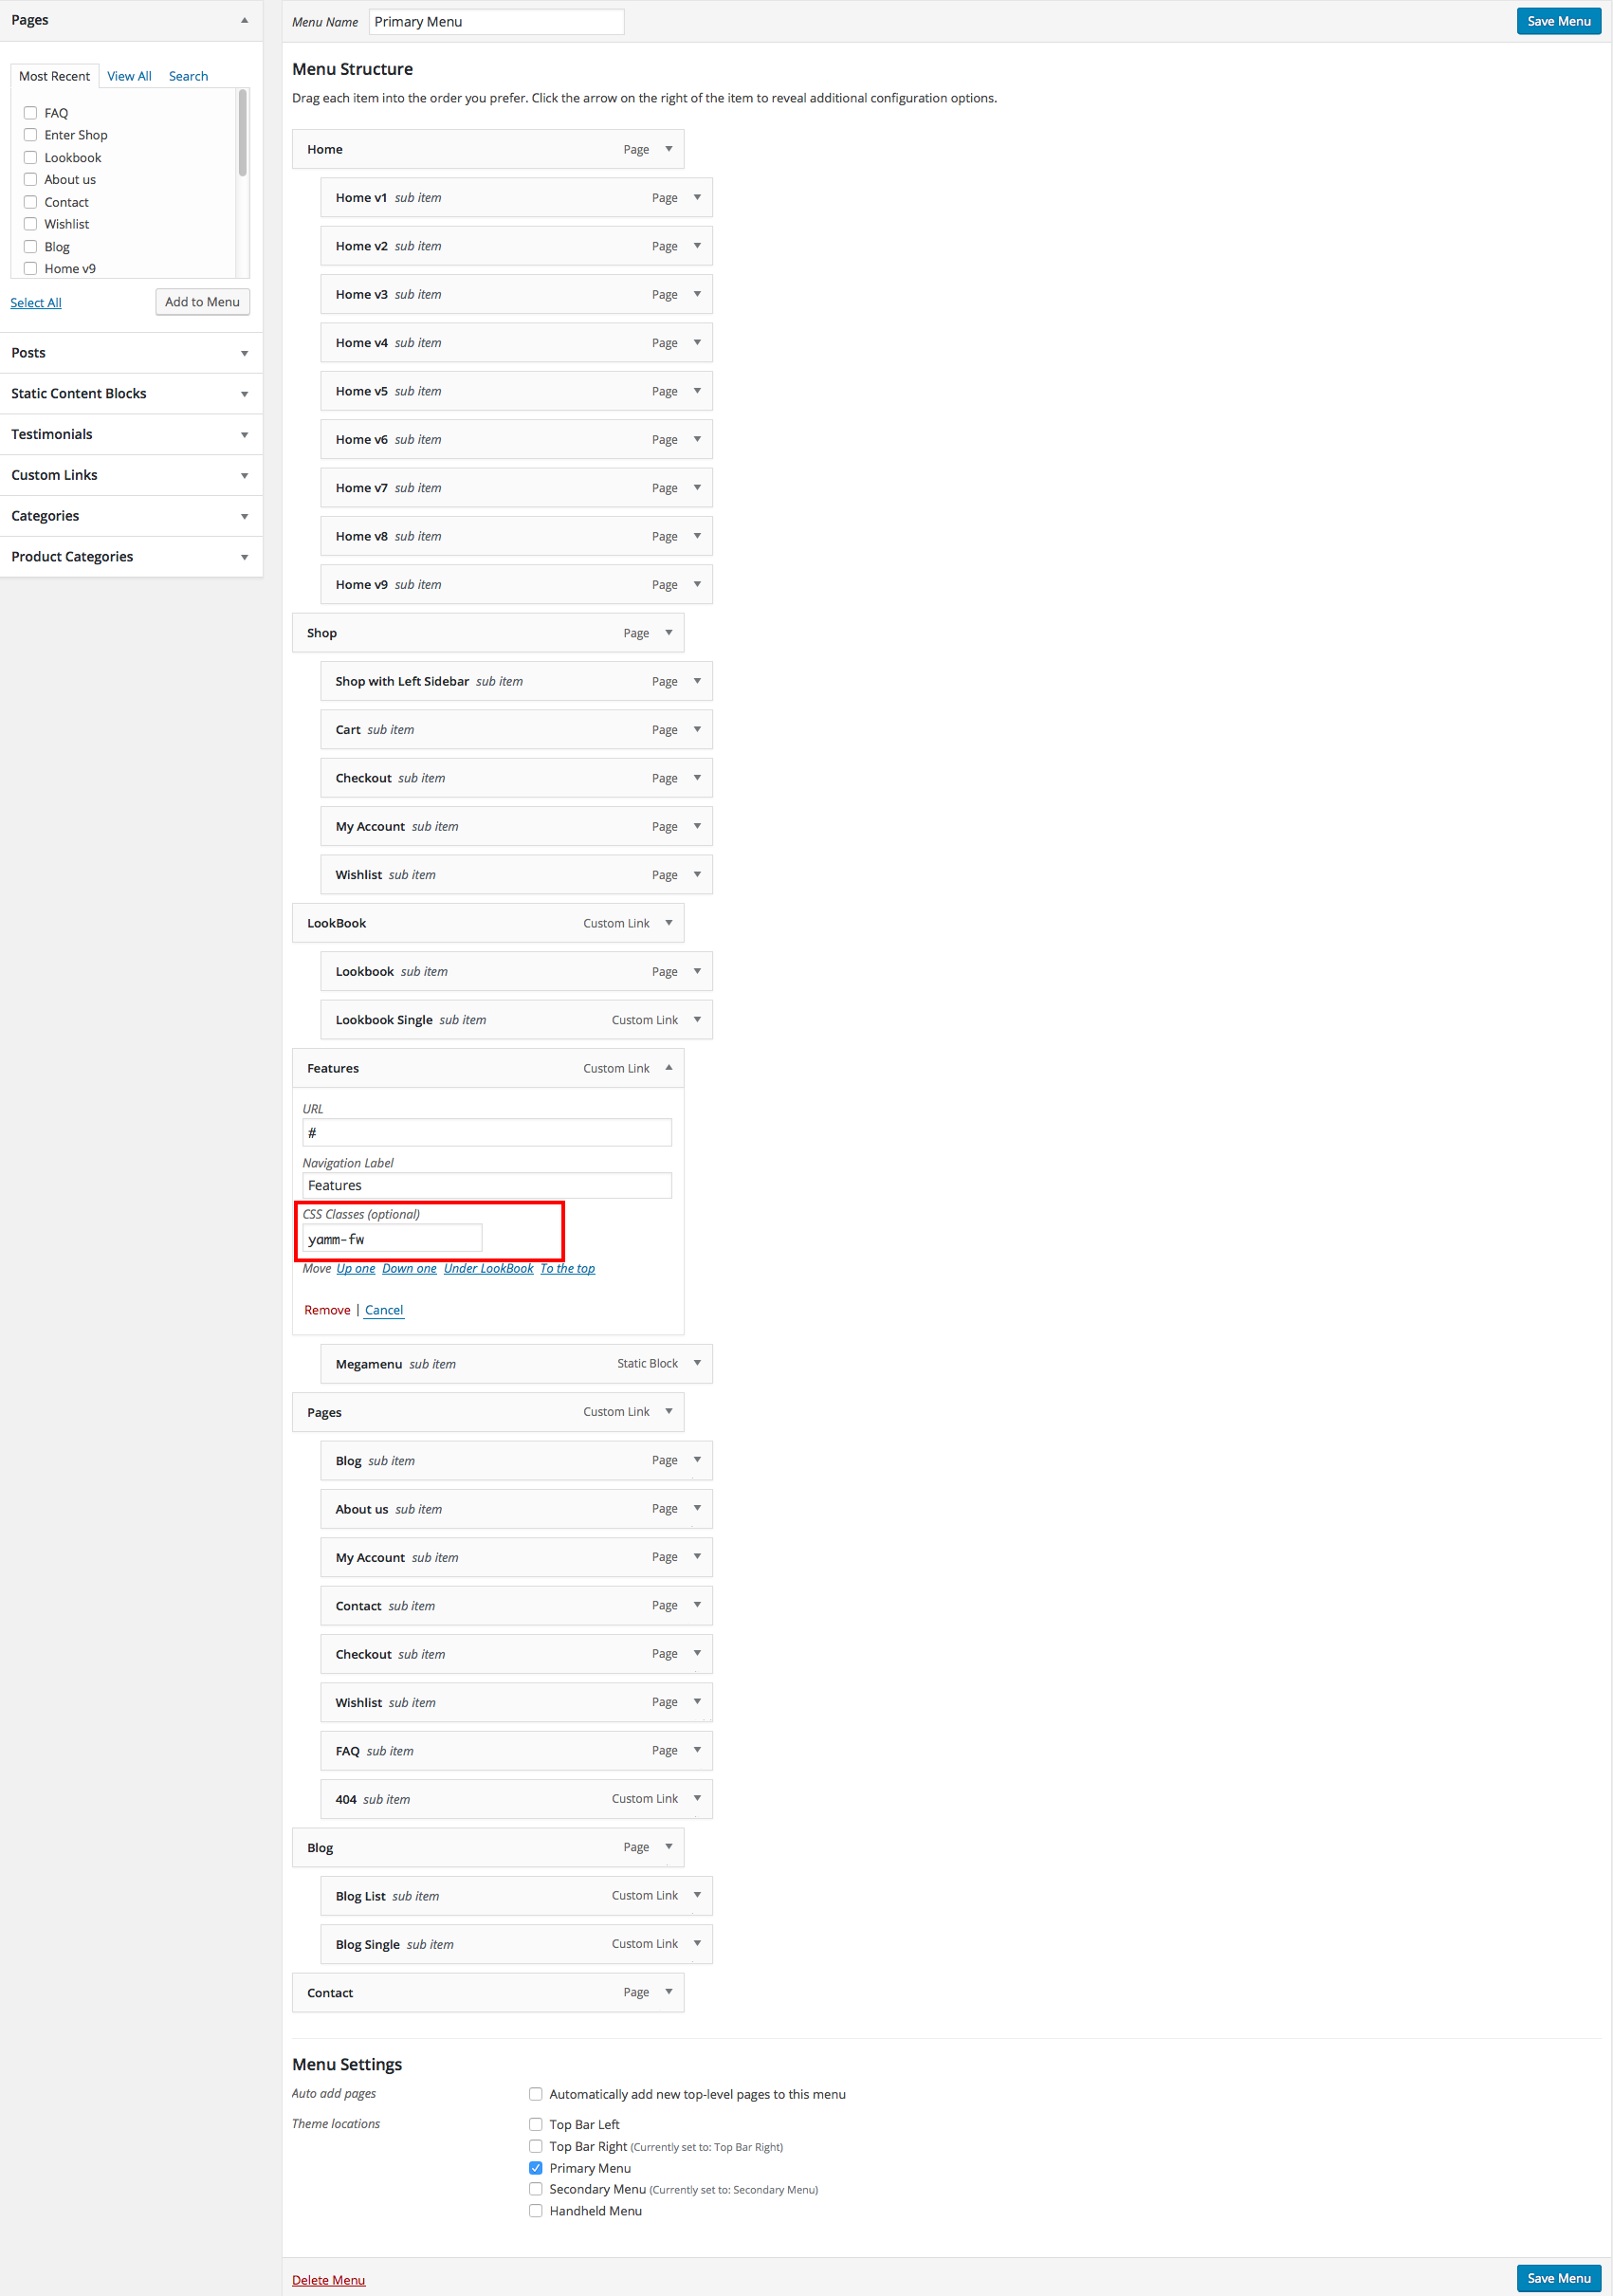 Pages
Most Recent View All Search
FAQ
Enter Shop
Lookbook
About us
Contact
Wishlist
Blog
Home v9
Select All Add to Menu
Posts
Static Content Blocks
Testimonials
Custom Links
Categories
Product Categories
Menu Name Primary Menu Save Menu
Menu Structure
Drag each item into the order you prefer. Click the arrow on the right of the item to reveal additional configuration options.
Home Page
Home v1 sub item Page
Home v2 sub item Page
Home v3 sub item Page
Home v4 sub item Page
Home v5 sub item Page
Home v6 sub item Page
Home v7 sub item Page
Home v8 sub item Page
Home v9 sub item Page
Shop Page
Shop with Left Sidebar sub item Page
Cart sub item Page
Checkout sub item Page
My Account sub item Page
Wishlist sub item Page
LookBook Custom Link
Lookbook sub item Page
Lookbook Single sub item Custom Link
Features Custom Link
URL
#
Navigation Label
Features
CSS Classes (optional)
yamm-fw
Move Up one Down one Under LookBook To the top
Remove | Cancel
Megamenu sub item Static Block
Pages Custom Link
Blog sub item Page
About us sub item Page
My Account sub item Page
Contact sub item Page
Checkout sub item Page
Wishlist sub item Page
FAQ sub item Page
404 sub item Custom Link
Blog Page
Blog List sub item Custom Link
Blog Single sub item Custom Link
Contact Page
Menu Settings
Auto add pages Automatically add new top-level pages to this menu
Theme locations Top Bar Left
Top Bar Right (Currently set to: Top Bar Right)
Primary Menu
Secondary Menu (Currently set to: Secondary Menu)
Handheld Menu
Delete Menu Save Menu